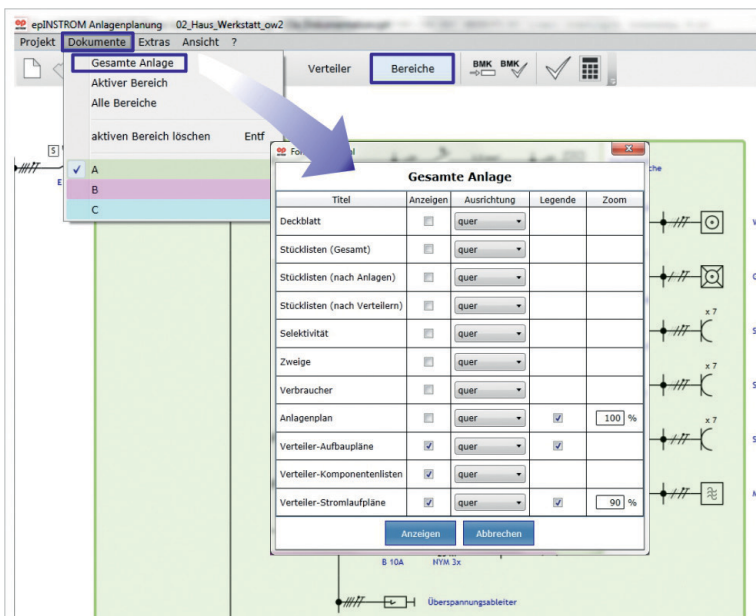 epINSTROM Anlagenplanung 02_Haus_Werkstatt_ow2
Projekt Dokumente Extras Ansicht ?
Gesamte Anlage
Aktiver Bereich
Alle Bereiche
aktiven Bereich löschen Entf
A
B
C
Verteiler Bereiche BMK BMK
S
E
Gesamte Anlage
Titel Anzeigen Ausrichtung Legende Zoom
Deckblatt quer
Stücklisten (Gesamt) quer
Stücklisten (nach Anlagen) quer
Stücklisten (nach Verteilern) quer
Selektivität quer
Zweige quer
Verbraucher quer
Anlagenplan quer 100 %
Verteiler-Aufbaupläne quer
Verteiler-Komponentenlisten quer
Verteiler-Stromlaufpläne quer 90 %
Anzeigen Abbrechen
x 7
x 7
x 7
B 10A NYM 3x
Überspannungsableiter